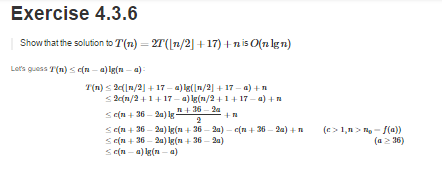 Exercise 4.3.6
Show that the solution to T(n) = 2T(⌊n/2⌋ + 17) + n is O(n lg n)
Let's guess T(n) ≤ c(n − a) lg(n − a):
T(n) ≤ 2c(⌊n/2⌋ + 17 − a) lg(⌊n/2⌋ + 17 − a) + n
≤ 2c(n/2 + 1 + 17 − a) lg(n/2 + 1 + 17 − a) + n
≤ c(n + 36 − 2a) lg (n + 36 − 2a)/2 + n
≤ c(n + 36 − 2a) lg(n + 36 − 2a) − c(n + 36 − 2a) + n (c > 1, n > n₀ − f(a))
≤ c(n + 36 − 2a) lg(n + 36 − 2a) (a ≥ 36)
≤ c(n − a) lg(n − a)